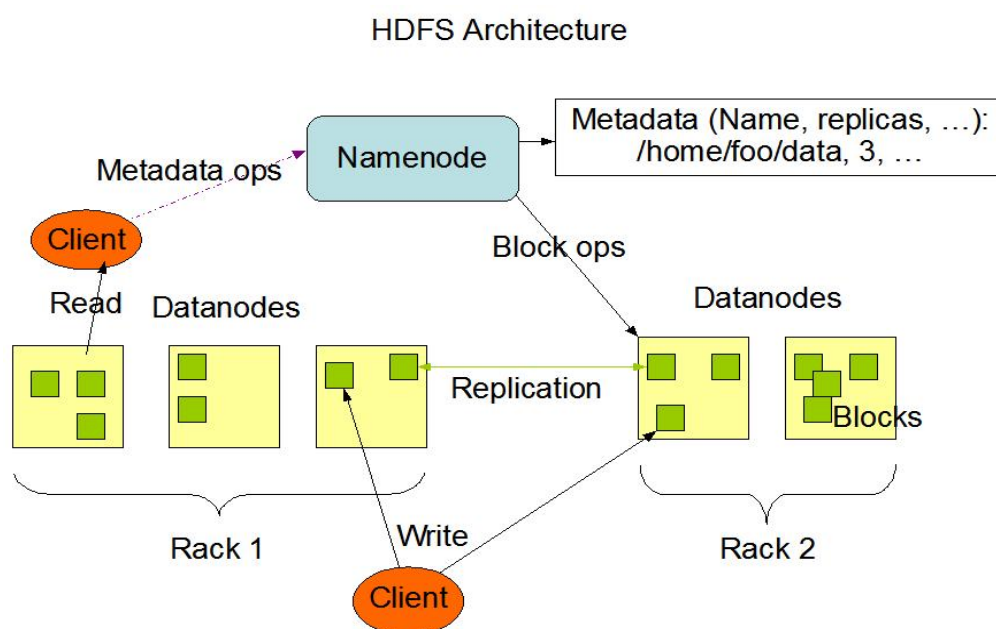 HDFS Architecture
Metadata (Name, replicas, …):
/home/foo/data, 3, …
Namenode
Metadata ops
Client
Block ops
Read
Datanodes
Datanodes
Replication
Blocks
Rack 1
Write
Rack 2
Client